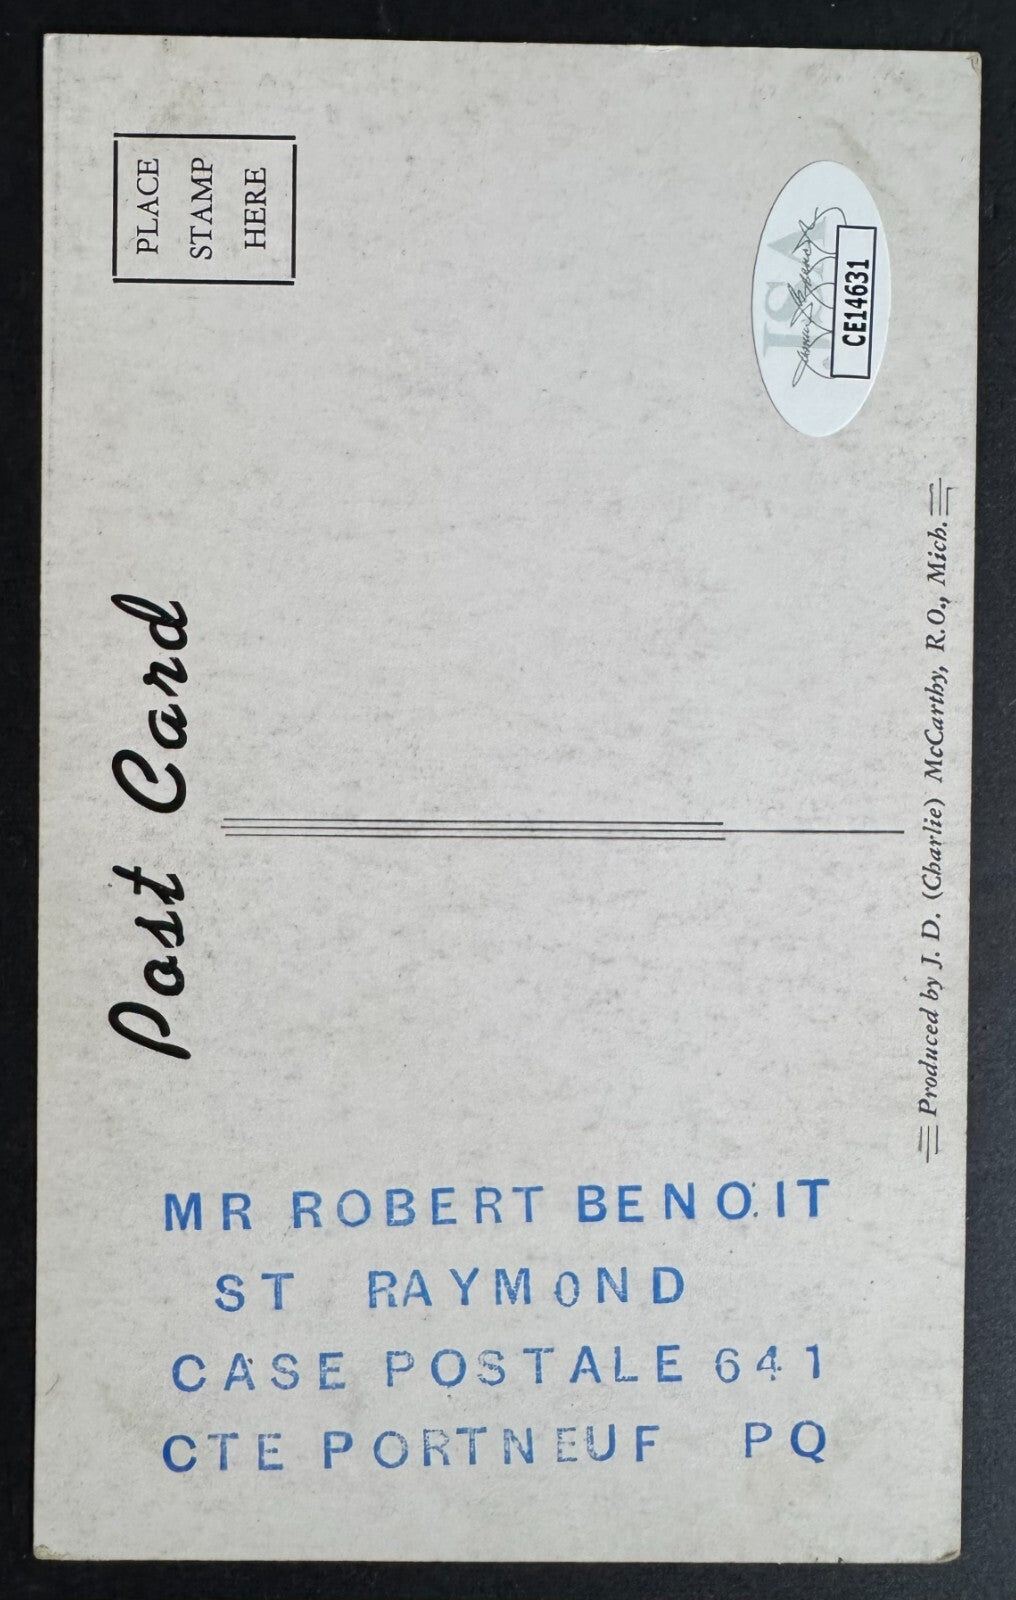 PLACE
STAMP
HERE
JSA
CE14631
Post Card
Produced by J. D. (Charlie) McCarthy, R.O., Mich.
MR ROBERT BENOIT
ST RAYMOND
CASE POSTALE 641
CTE PORTNEUF PQ